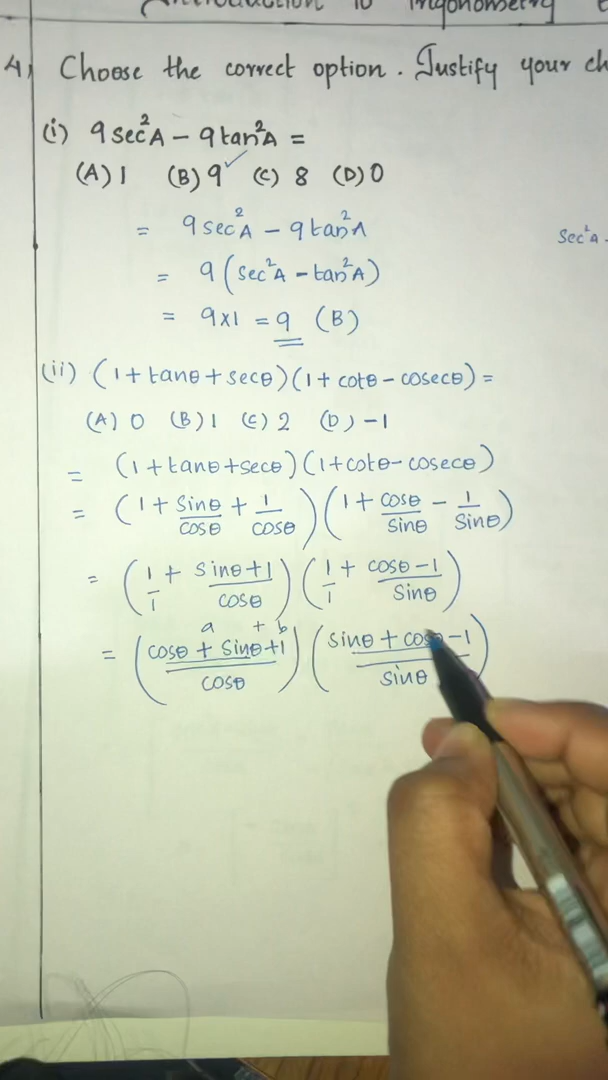 to Trigonometry
4) Choose the correct option. Justify your ch
(i) 9sec²A − 9tan²A =
(A) 1 (B) 9 ✓ (C) 8 (D) 0
= 9sec²A − 9tan²A
sec²A -
= 9(sec²A − tan²A)
= 9×1 = 9 (B)
(ii) (1+tanθ+secθ)(1+cotθ−cosecθ)=
(A) 0 (B) 1 (C) 2 (D) −1
= (1+tanθ+secθ)(1+cotθ−cosecθ)
= (1 + sinθ/cosθ + 1/cosθ)(1 + cosθ/sinθ − 1/sinθ)
= (1/1 + sinθ+1/cosθ)(1/1 + cosθ−1/sinθ)
a + b
= (cosθ + sinθ+1/cosθ)(sinθ + cosθ−1/sinθ)